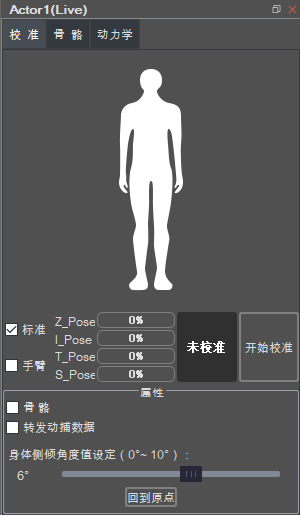 Actor1(Live)
校准 骨骼 动力学
标准
手臂
Z_Pose 0%
I_Pose 0%
T_Pose 0%
S_Pose 0%
未校准
开始校准
属性
骨骼
转发动捕数据
身体侧倾角度值设定（0°~ 10°）:
6°
回到原点